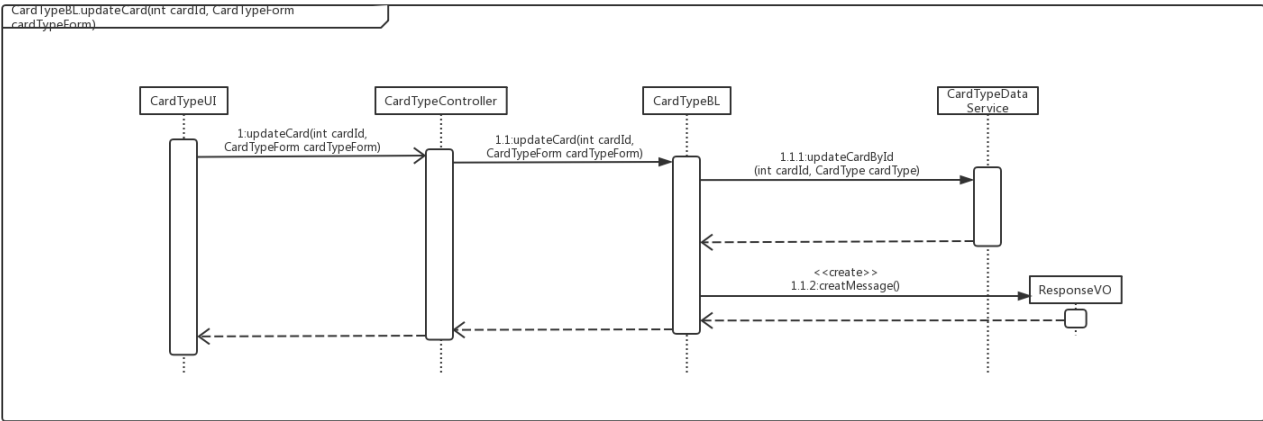 CardTypeBL.updateCard(int cardId, CardTypeForm
cardTypeForm)
CardTypeUI
CardTypeController
CardTypeBL
CardTypeData
Service
1:updateCard(int cardId,
CardTypeForm cardTypeForm)
1.1:updateCard(int cardId,
CardTypeForm cardTypeForm)
1.1.1:updateCardById
(int cardId, CardType cardType)
<<create>>
1.1.2:creatMessage()
ResponseVO